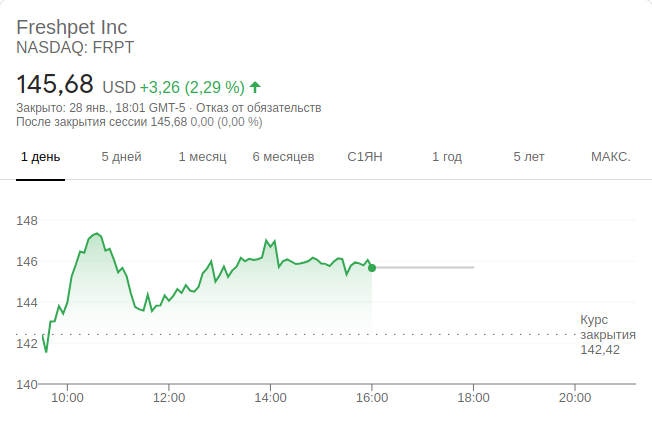 Freshpet Inc
NASDAQ: FRPT
145,68 USD +3,26 (2,29 %)
Закрыто: 28 янв., 18:01 GMT-5 · Отказ от обязательств
После закрытия сессии 145,68 0,00 (0,00 %)
1 день 5 дней 1 месяц 6 месяцев С1ЯН 1 год 5 лет МАКС.
148
146
144
142
140
Курс
закрытия
142,42
10:00 12:00 14:00 16:00 18:00 20:00